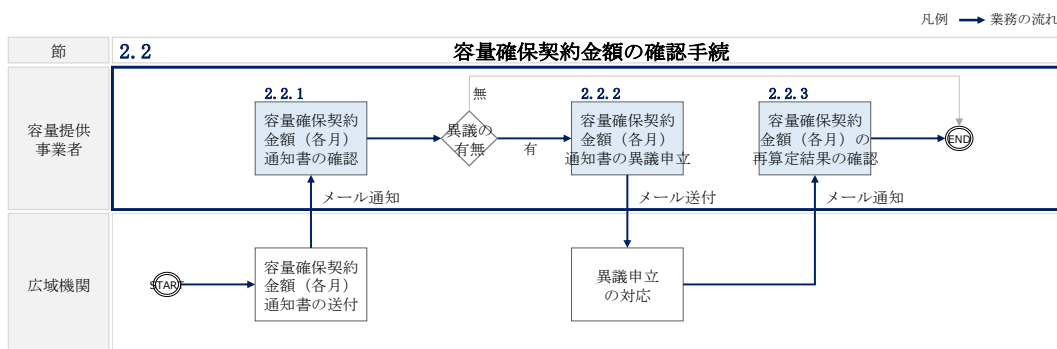 凡例 業務の流れ
節 2.2 容量確保契約金額の確認手続
容量提供
事業者
2.2.1
容量確保契約
金額（各月）
通知書の確認
異議の
有無
無
有
2.2.2
容量確保契約
金額（各月）
通知書の異議申立
2.2.3
容量確保契約
金額（各月）の
再算定結果の確認
END
メール通知
メール送付
メール通知
広域機関
START
容量確保契約
金額（各月）
通知書の送付
異議申立
の対応